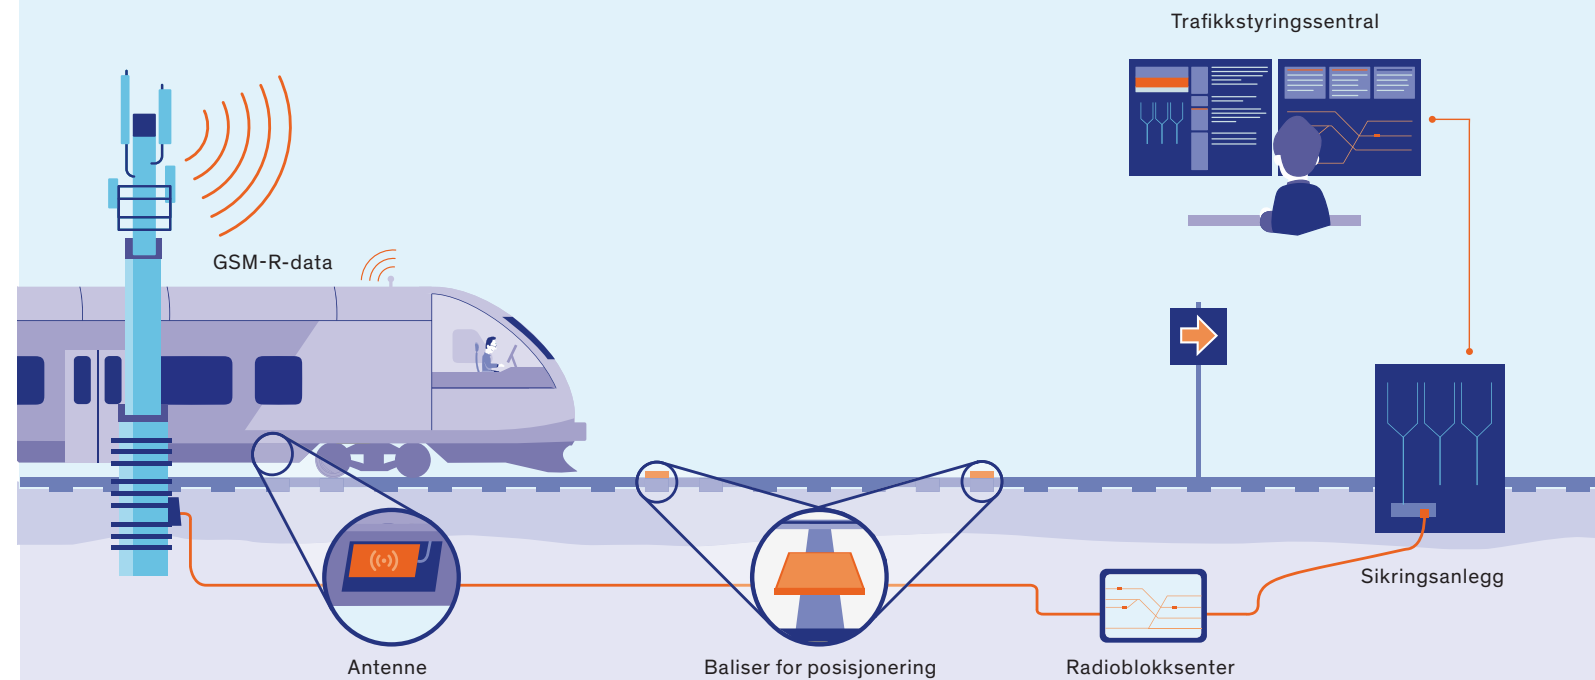 Trafikkstyringssentral
GSM-R-data
Sikringsanlegg
Antenne
Baliser for posisjonering
Radioblokksenter